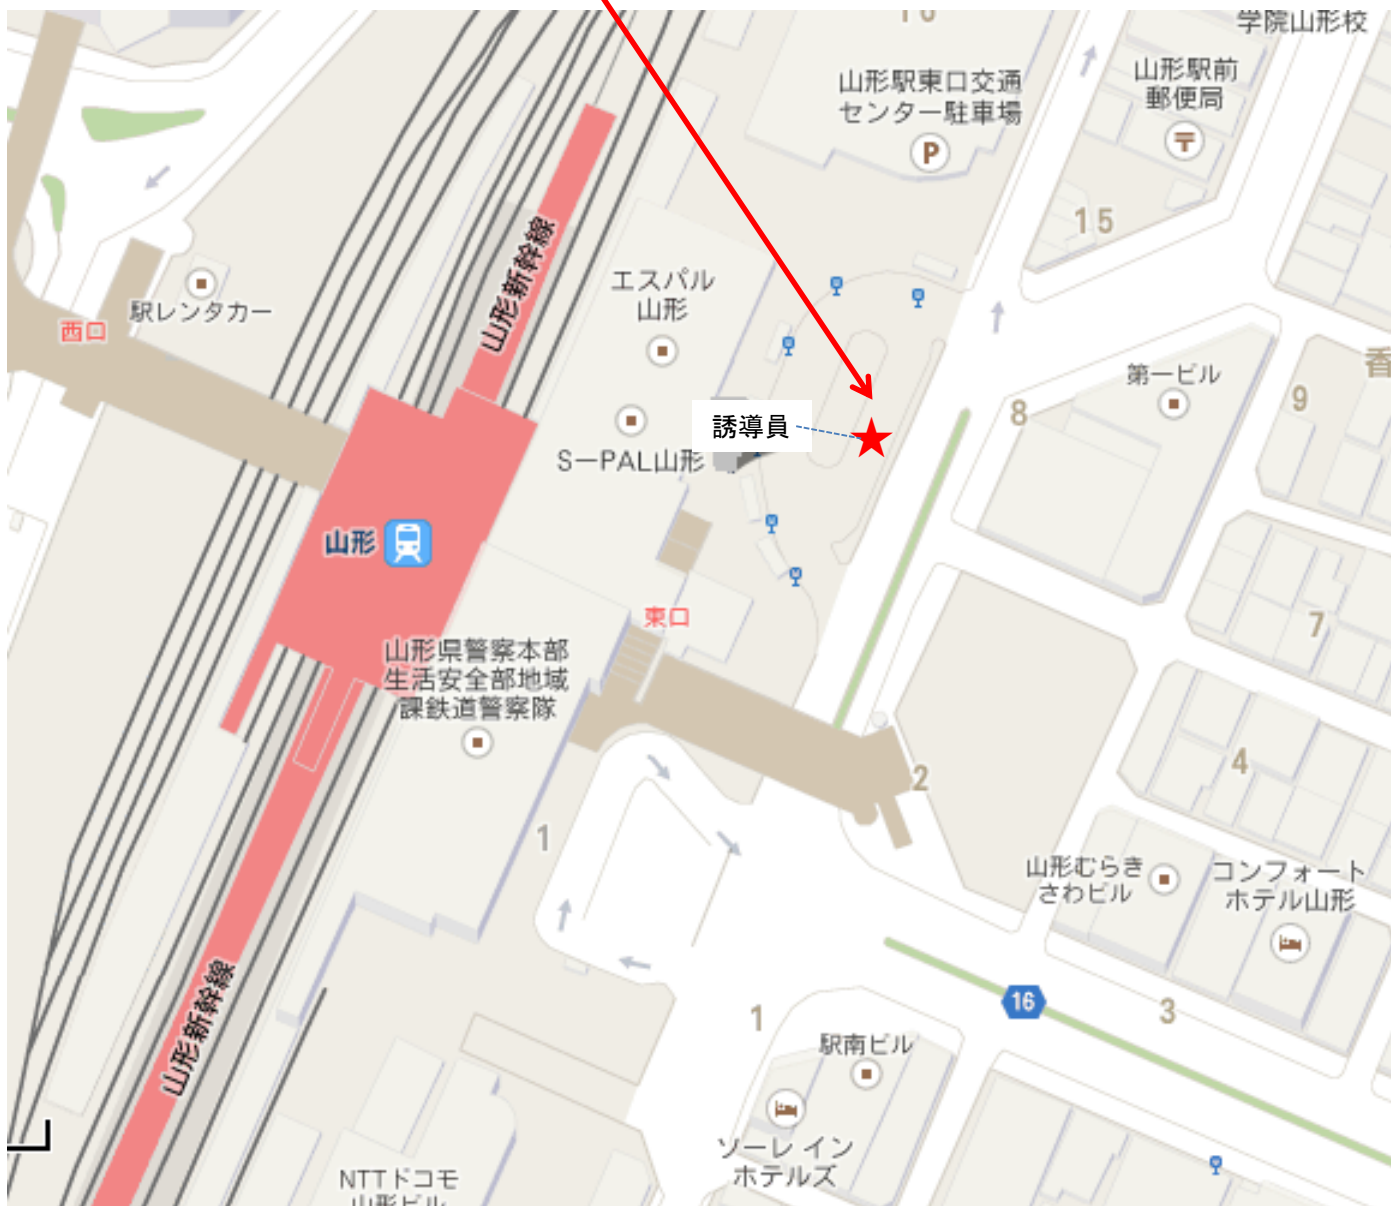 学院山形校
山形駅前
郵便局
山形駅東口交通
センター駐車場
P
15
山形新幹線
エスパル
山形
駅レンタカー
西口
第一ビル
香
9
8
誘導員
S-PAL山形
山形
東口
7
山形県警察本部
生活安全部地域
課鉄道警察隊
4
2
1
山形むらき
さわビル
コンフォート
ホテル山形
16
3
1
駅南ビル
山形新幹線
ソーレ イン
ホテルズ
NTTドコモ
山形ビル